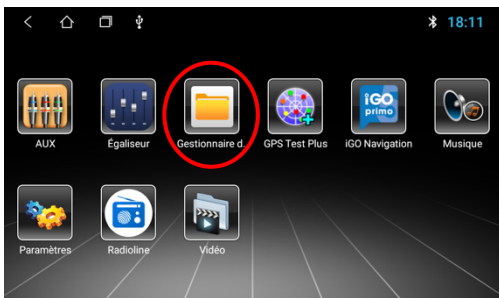 18:11
AUX
Égaliseur
Gestionnaire d..
GPS Test Plus
iGO Navigation
Musique
iGO
primo
Paramètres
Radioline
Vidéo